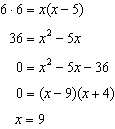 6 · 6 = x(x − 5)
36 = x² − 5x
0 = x² − 5x − 36
0 = (x − 9)(x + 4)
x = 9